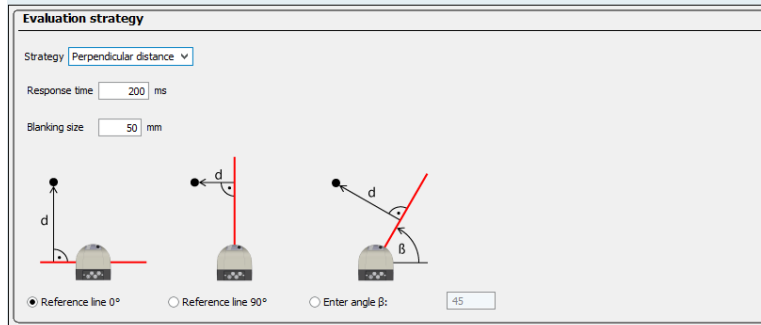 Evaluation strategy
Strategy Perpendicular distance
Response time 200 ms
Blanking size 50 mm
d
d
d
ß
Reference line 0° Reference line 90° Enter angle β: 45